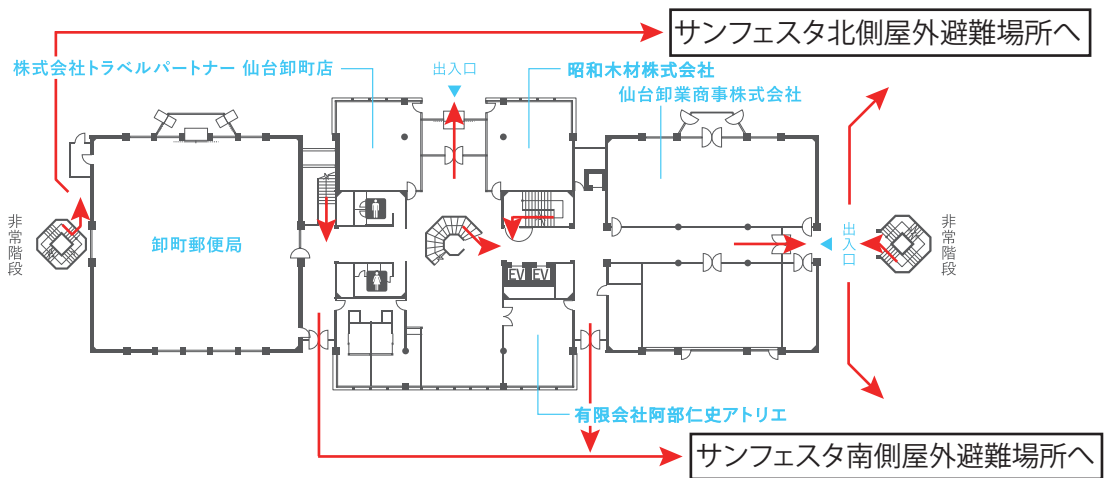 サンフェスタ北側屋外避難場所へ
株式会社トラベルパートナー 仙台卸町店
出入口
昭和木材株式会社
仙台卸業商事株式会社
非常階段
卸町郵便局
出入口
非常階段
EV EV
有限会社阿部仁史アトリエ
サンフェスタ南側屋外避難場所へ